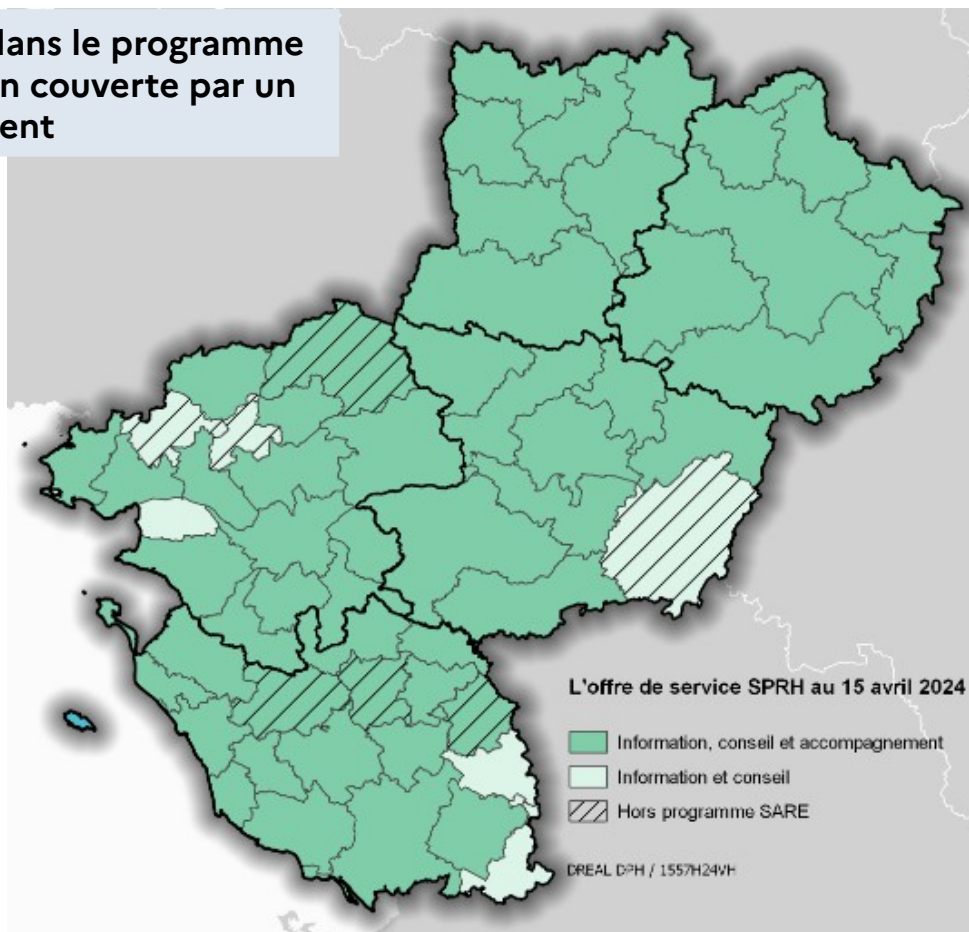 dans le programme
n couverte par un
ent
L'offre de service SPRH au 15 avril 2024
Information, conseil et accompagnement
Information et conseil
Hors programme SARE
DREAL DPH / 1557H24VH